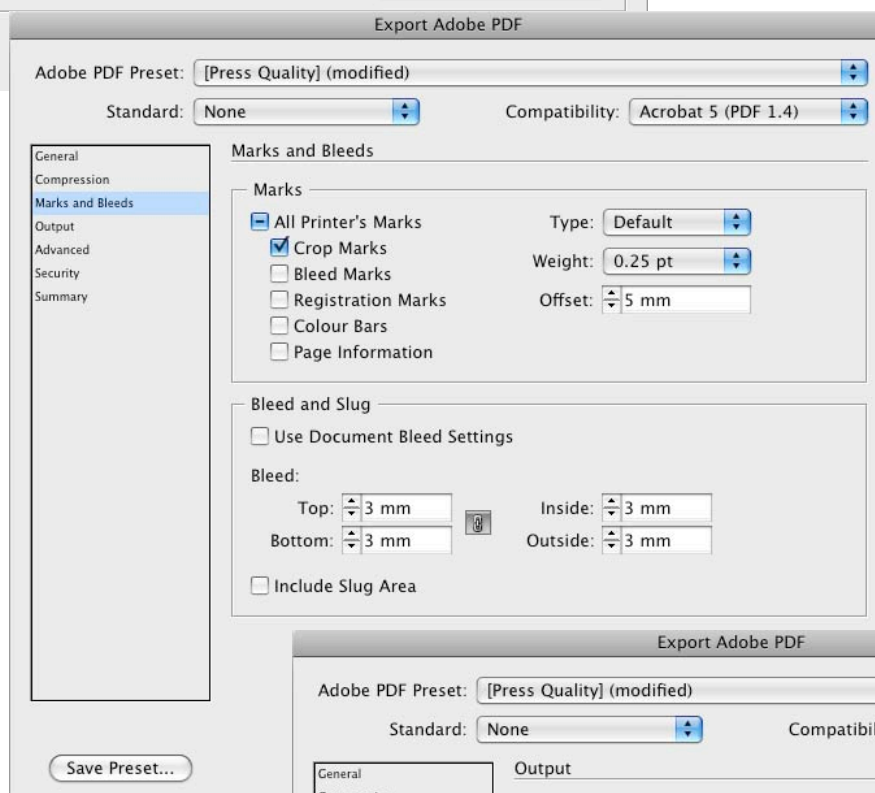 Export Adobe PDF
Adobe PDF Preset: [Press Quality] (modified)
Standard: None Compatibility: Acrobat 5 (PDF 1.4)
General
Compression
Marks and Bleeds
Output
Advanced
Security
Summary
Marks and Bleeds
Marks
All Printer's Marks
Crop Marks
Bleed Marks
Registration Marks
Colour Bars
Page Information
Type: Default
Weight: 0.25 pt
Offset: 5 mm
Bleed and Slug
Use Document Bleed Settings
Bleed:
Top: 3 mm Inside: 3 mm
Bottom: 3 mm Outside: 3 mm
Include Slug Area
Save Preset...
Export Adobe PDF
Adobe PDF Preset: [Press Quality] (modified)
Standard: None Compatibil
General
Output